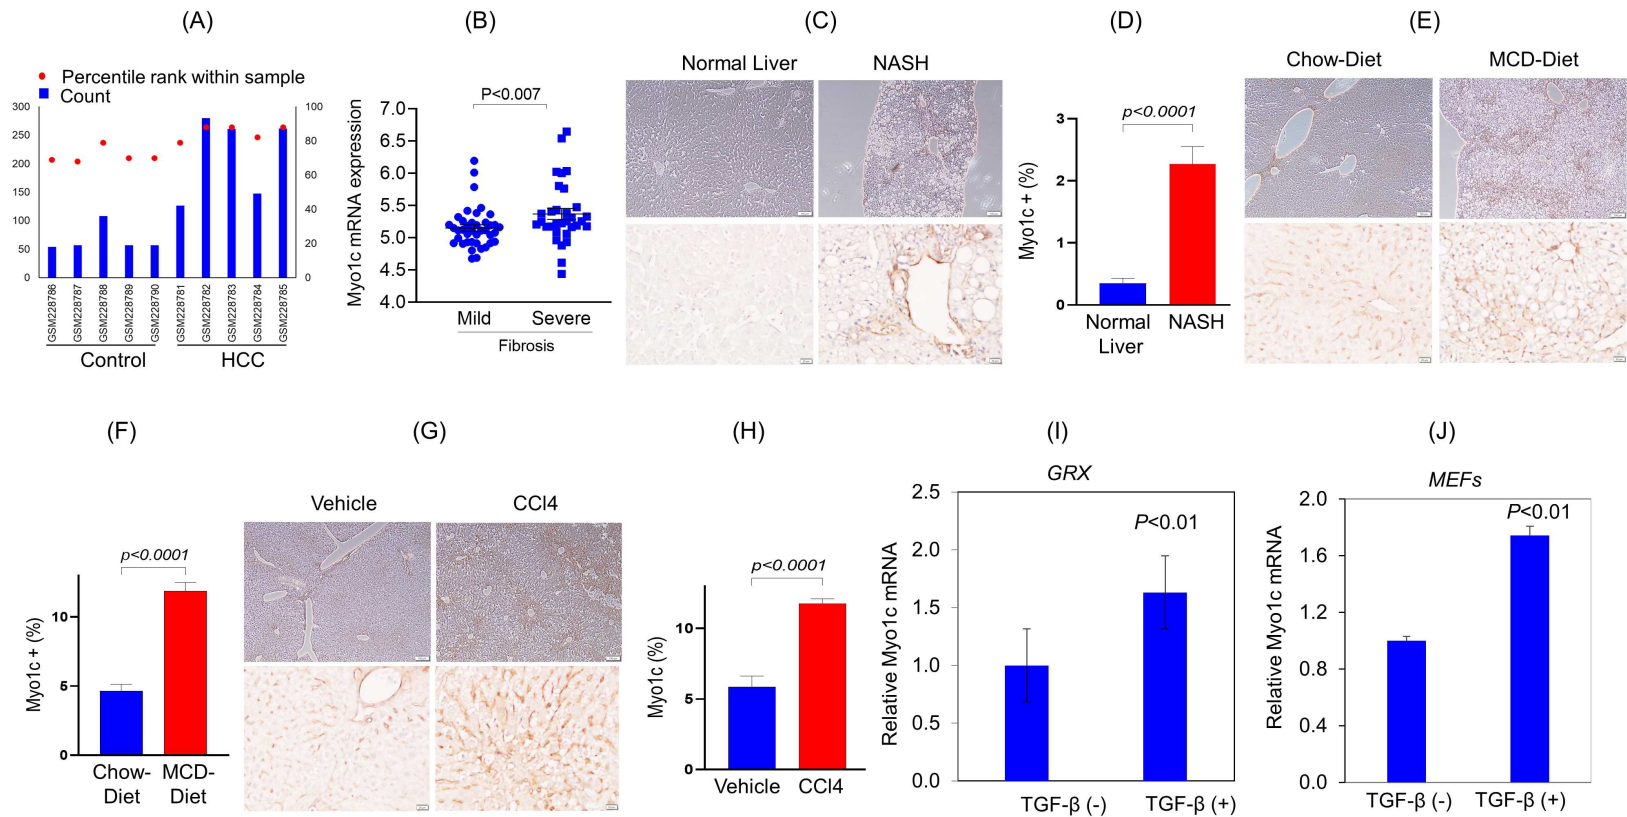 (A)
Percentile rank within sample
Count
300
250
200
150
100
50
0
100
80
60
40
20
0
GSM228786
GSM228787
GSM228788
GSM228789
GSM228790
GSM228781
GSM228782
GSM228783
GSM228784
GSM228785
Control
HCC
(B)
P<0.007
Myo1c mRNA expression
7.0
6.5
6.0
5.5
5.0
4.5
4.0
Mild
Severe
Fibrosis
(C)
Normal Liver
NASH
(D)
p<0.0001
Myo1c + (%)
3
2
1
0
Normal
Liver
NASH
(E)
Chow-Diet
MCD-Diet
(F)
p<0.0001
Myo1c + (%)
10
5
0
Chow-
Diet
MCD-
Diet
(G)
Vehicle
CCl4
(H)
p<0.0001
Myo1c (%)
10
5
0
Vehicle
CCl4
(I)
GRX
P<0.01
Relative Myo1c mRNA
2.5
2.0
1.5
1.0
0.5
0.0
TGF-β (-)
TGF-β (+)
(J)
MEFs
P<0.01
Relative Myo1c mRNA
2.0
1.6
1.2
0.8
0.4
0.0
TGF-β (-)
TGF-β (+)